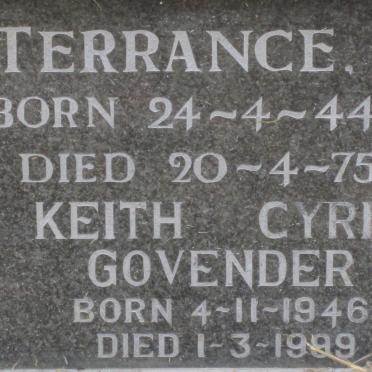 TERRANCE.
BORN 24~4~44
DIED 20~4~75
KEITH
GOVENDER
BORN 4-11-1946
DIED 1-3-1999